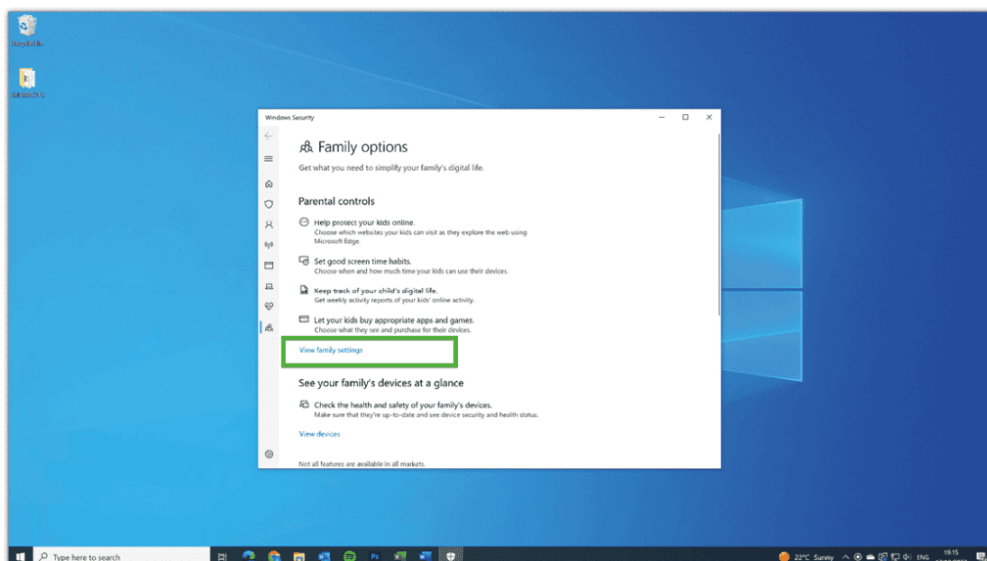 Recycle Bin
Windows Security
Family options
Get what you need to simplify your family's digital life.
Parental controls
Help protect your kids online.
Choose which websites your kids can visit as they explore the web using
Microsoft Edge.
Set good screen time habits.
Choose when and how much time your kids can use their devices.
Keep track of your child's digital life.
Get weekly activity reports of your kids' online activity.
Let your kids buy appropriate apps and games.
Choose what they see and purchase for their devices.
View family settings
See your family's devices at a glance
Check the health and safety of your family's devices.
Make sure that they're up-to-date and see device security and health status.
View devices
Not all features are available in all markets.
Type here to search
22°C Sunny
ENG
19:15